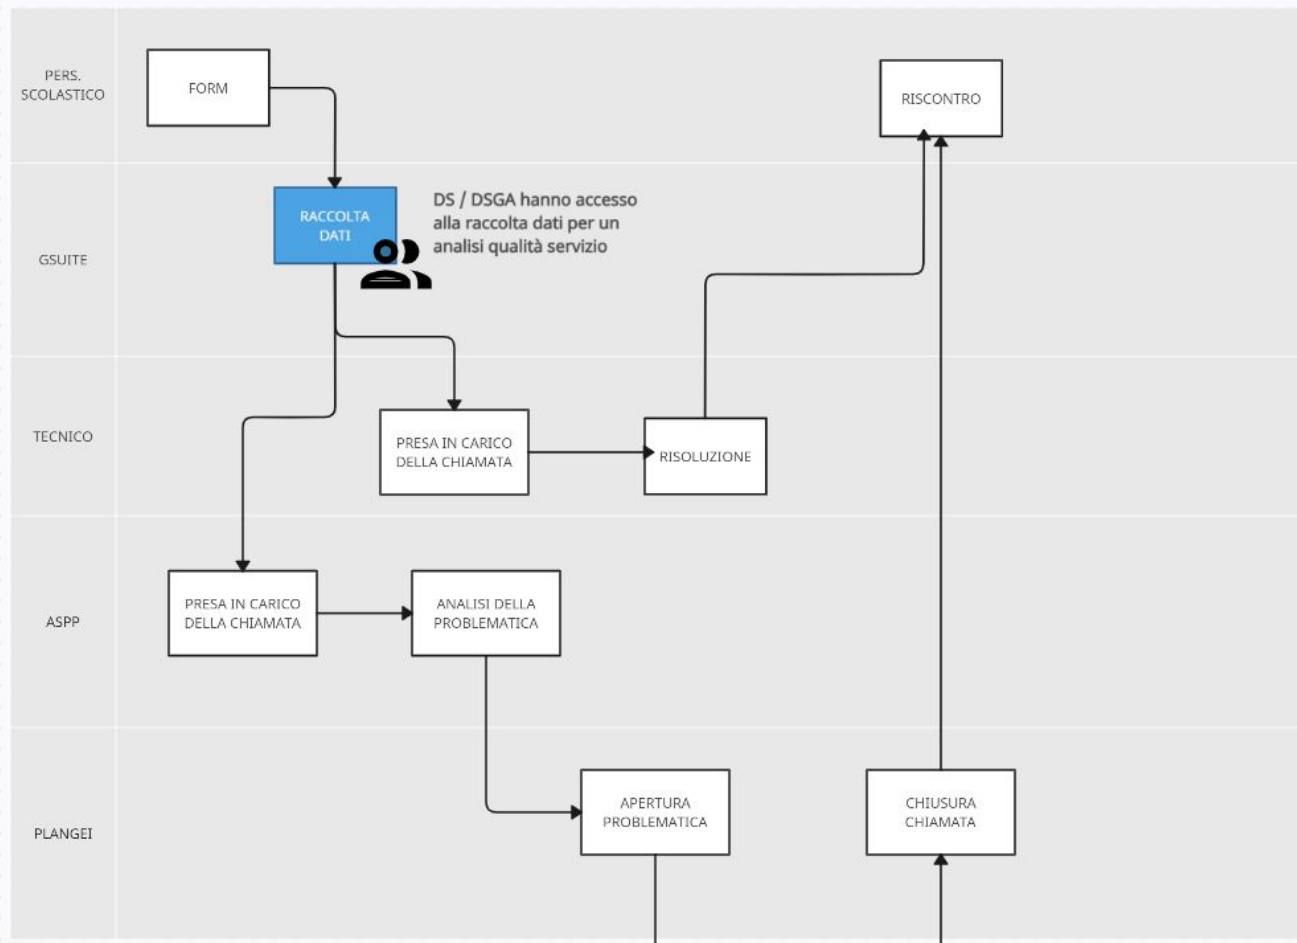 PERS.
SCOLASTICO
FORM
RISCONTRO
GSUITE
RACCOLTA
DATI
DS / DSGA hanno accesso
alla raccolta dati per un
analisi qualità servizio
TECNICO
PRESA IN CARICO
DELLA CHIAMATA
RISOLUZIONE
ASPP
PRESA IN CARICO
DELLA CHIAMATA
ANALISI DELLA
PROBLEMATICA
PLANGEI
APERTURA
PROBLEMATICA
CHIUSURA
CHIAMATA